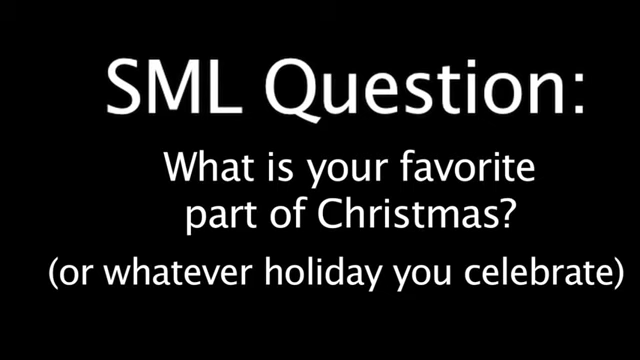 SML Question:
What is your favorite
part of Christmas?
(or whatever holiday you celebrate)